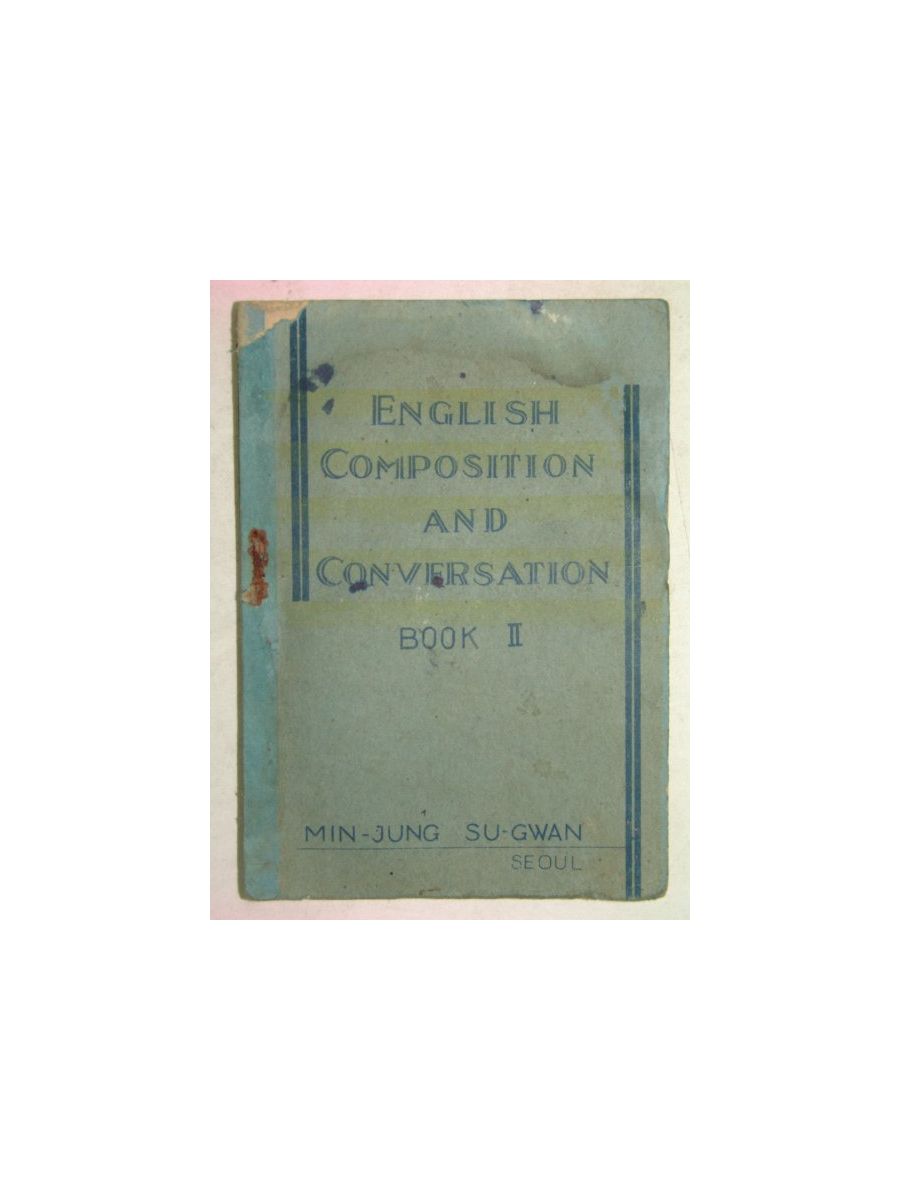 ENGLISH
COMPOSITION
AND
CONVERSATION
BOOK II
MIN-JUNG SU-GWAN
SEOUL